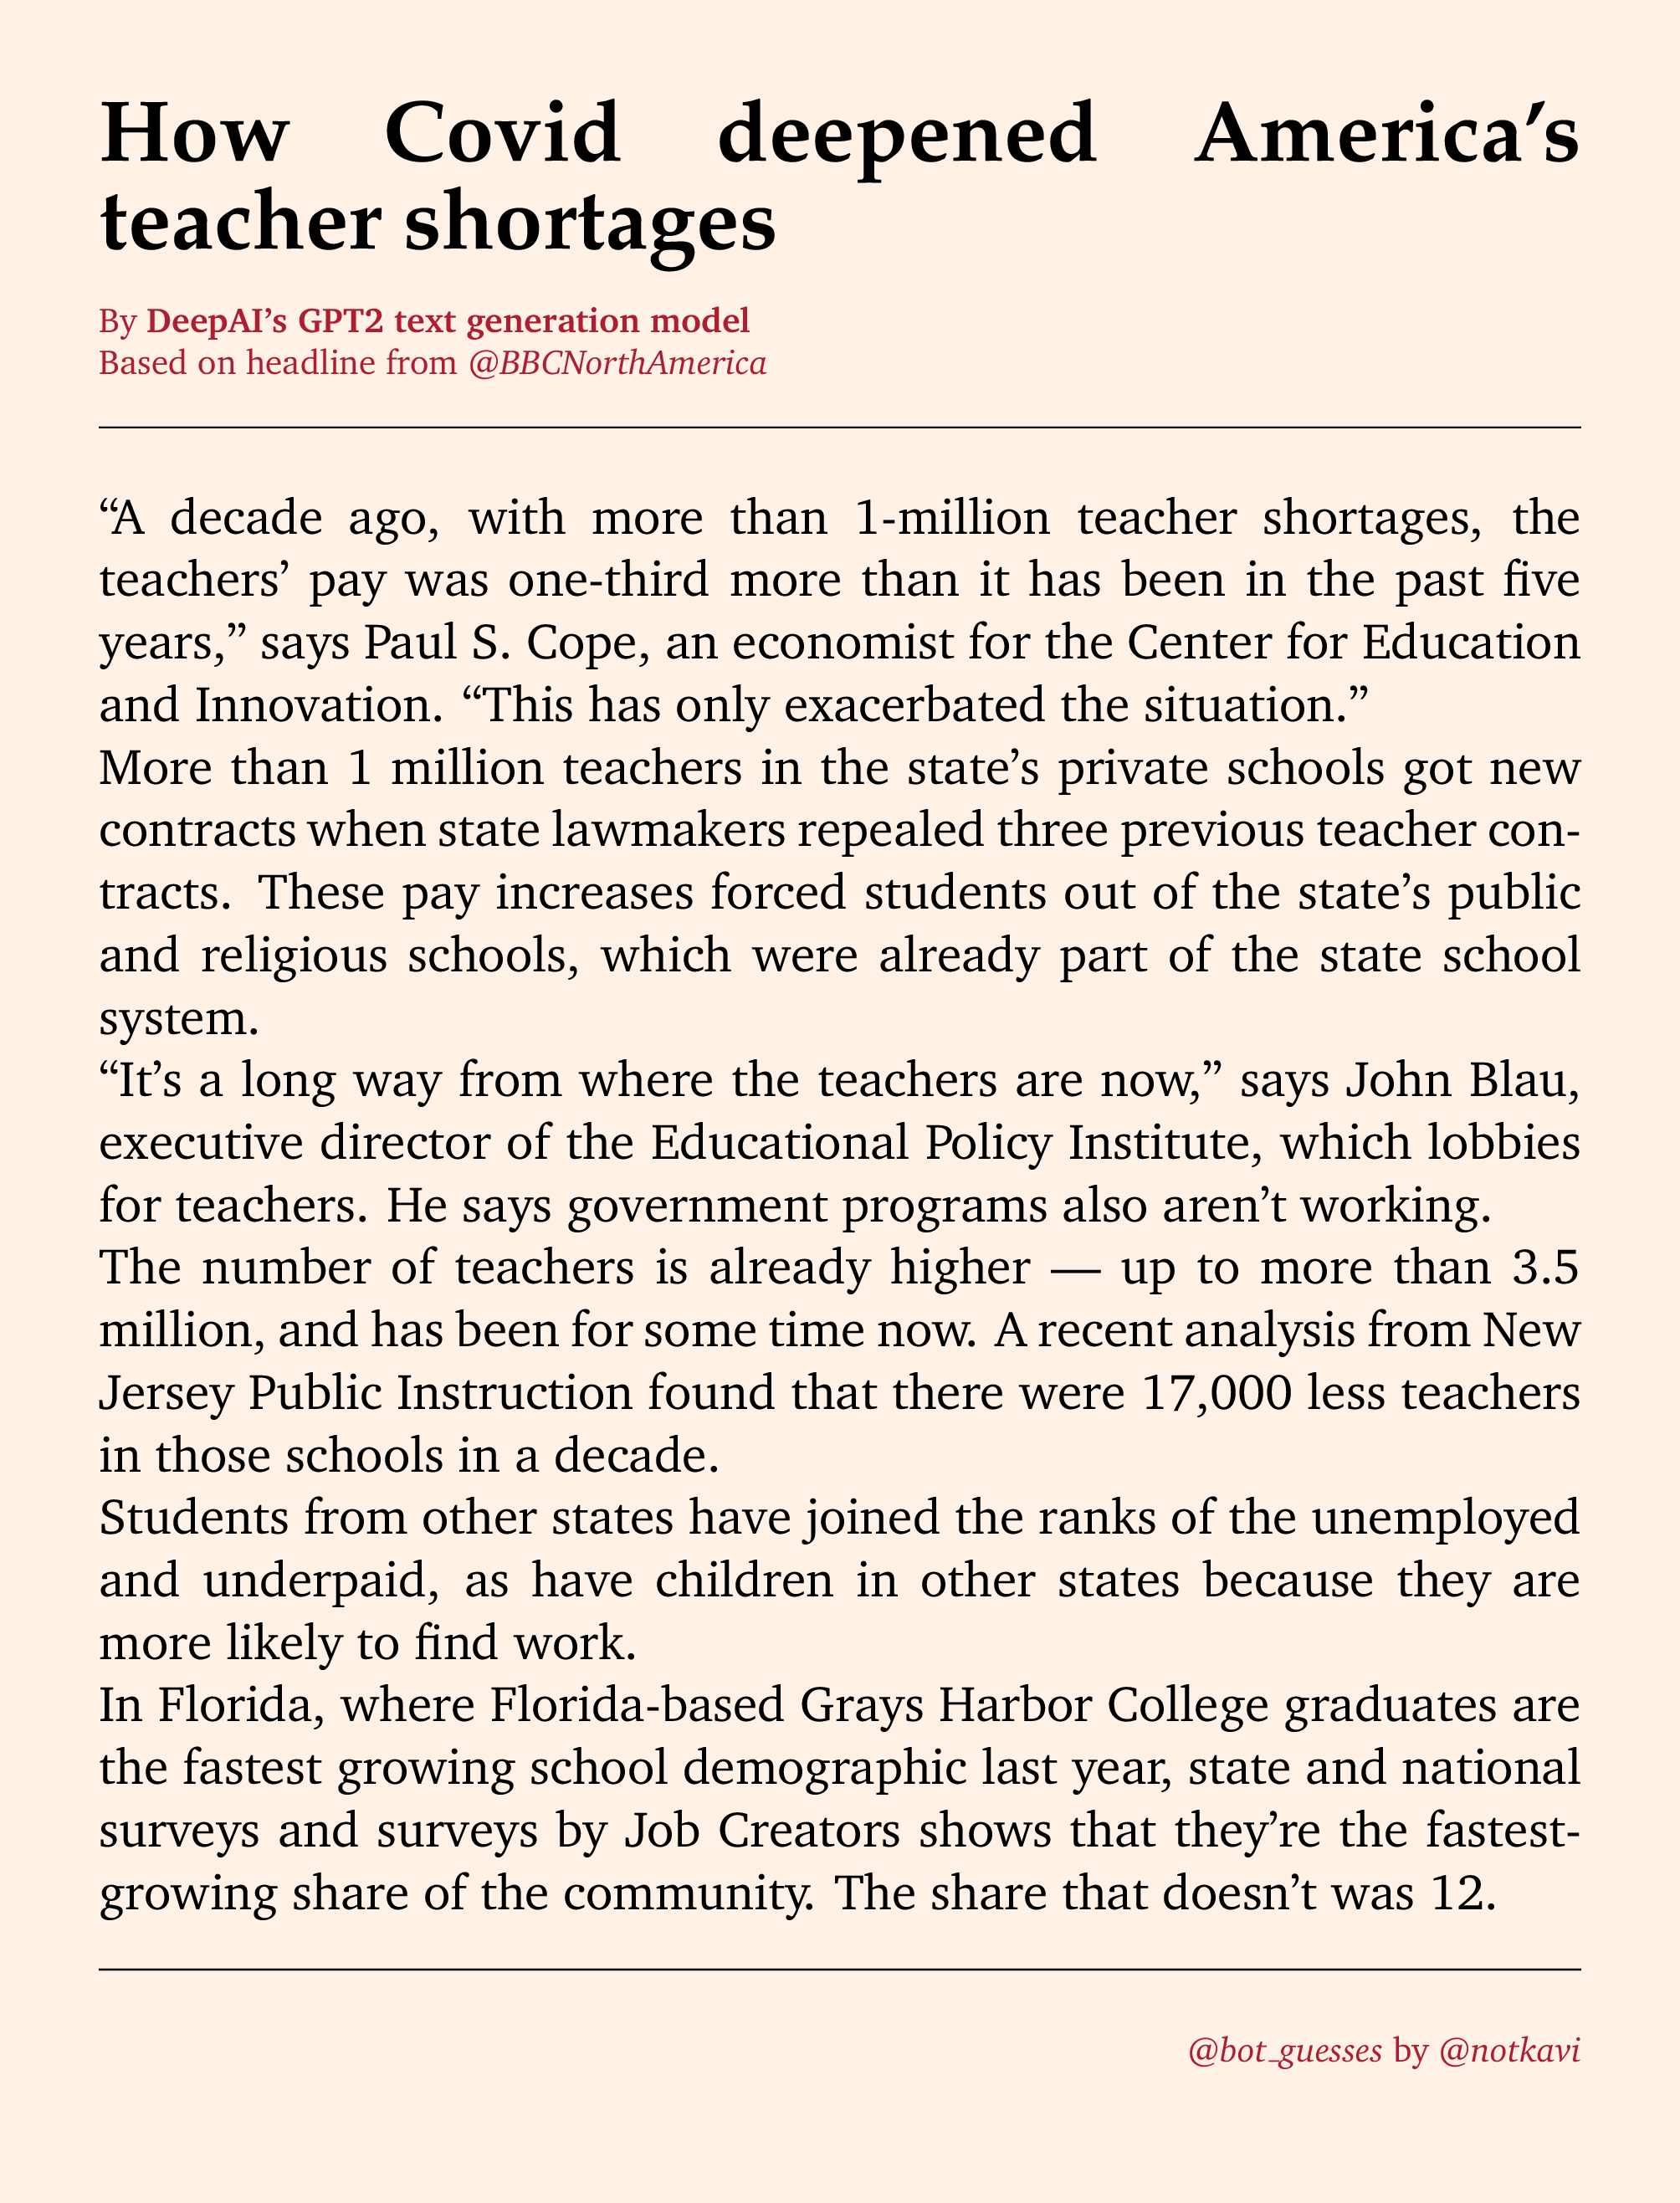 How Covid deepened America’s
teacher shortages
By DeepAI’s GPT2 text generation model
Based on headline from @BBCNorthAmerica
“A decade ago, with more than 1-million teacher shortages, the
teachers’ pay was one-third more than it has been in the past five
years,” says Paul S. Cope, an economist for the Center for Education
and Innovation. “This has only exacerbated the situation.”
More than 1 million teachers in the state’s private schools got new
contracts when state lawmakers repealed three previous teacher con-
tracts. These pay increases forced students out of the state’s public
and religious schools, which were already part of the state school
system.
“It’s a long way from where the teachers are now,” says John Blau,
executive director of the Educational Policy Institute, which lobbies
for teachers. He says government programs also aren’t working.
The number of teachers is already higher — up to more than 3.5
million, and has been for some time now. A recent analysis from New
Jersey Public Instruction found that there were 17,000 less teachers
in those schools in a decade.
Students from other states have joined the ranks of the unemployed
and underpaid, as have children in other states because they are
more likely to find work.
In Florida, where Florida-based Grays Harbor College graduates are
the fastest growing school demographic last year, state and national
surveys and surveys by Job Creators shows that they’re the fastest-
growing share of the community. The share that doesn’t was 12.
@bot_guesses by @notkavi